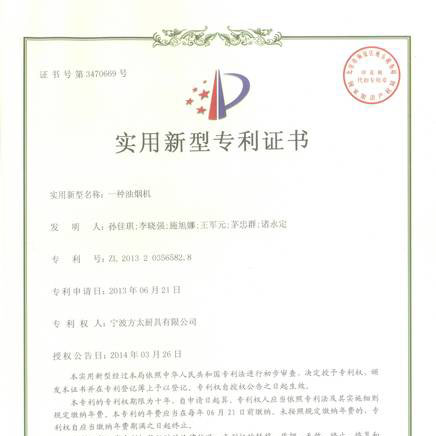 证书号第3470669号
印花税
代扣专用章
实用新型专利证书
实用新型名称：一种油烟机
发明人：孙佳琪;李晓强;施旭娜;王军元;茅忠群;诸永定
专利号：ZL 2013 2 0356582.8
专利申请日：2013年06月21日
专利权人：宁波方太厨具有限公司
授权公告日：2014年03月26日
本实用新型经过本局依照中华人民共和国专利法进行初步审查，决定授予专利权，颁
发本证书并在专利登记簿上予以登记。专利权自授权公告之日起生效。
本专利的专利权期限为十年，自申请日起算。专利权人应当依照专利法及其实施细则
规定缴纳年费。本专利的年费应当在每年06月21日前缴纳。未按照规定缴纳年费的，专
利权自应当缴纳年费期满之日起终止。